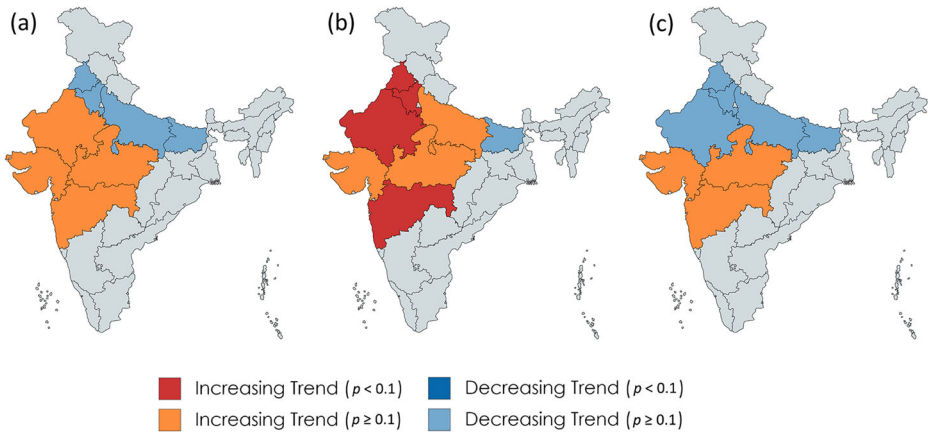 (a) (b) (c)
Increasing Trend (p < 0.1) Decreasing Trend (p < 0.1)
Increasing Trend (p ≥ 0.1) Decreasing Trend (p ≥ 0.1)